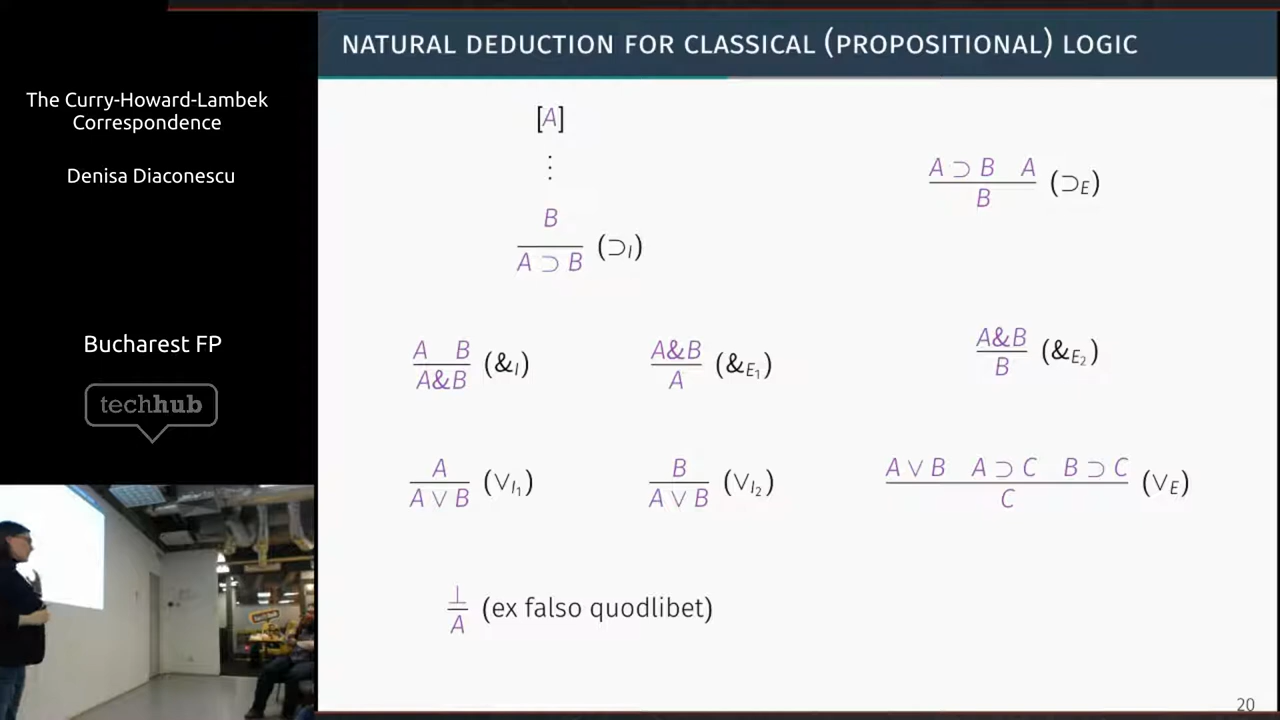 The Curry-Howard-Lambek
Correspondence
Denisa Diaconescu
Bucharest FP
techhub
NATURAL DEDUCTION FOR CLASSICAL (PROPOSITIONAL) LOGIC
[A]
⋮
B
A ⊃ B (⊃I)
A ⊃ B A
B (⊃E)
A B
A&B (&I)
A&B
A (&E1)
A&B
B (&E2)
A
A ∨ B (∨I1)
B
A ∨ B (∨I2)
A ∨ B A ⊃ C B ⊃ C
C (∨E)
⊥
A (ex falso quodlibet)
20